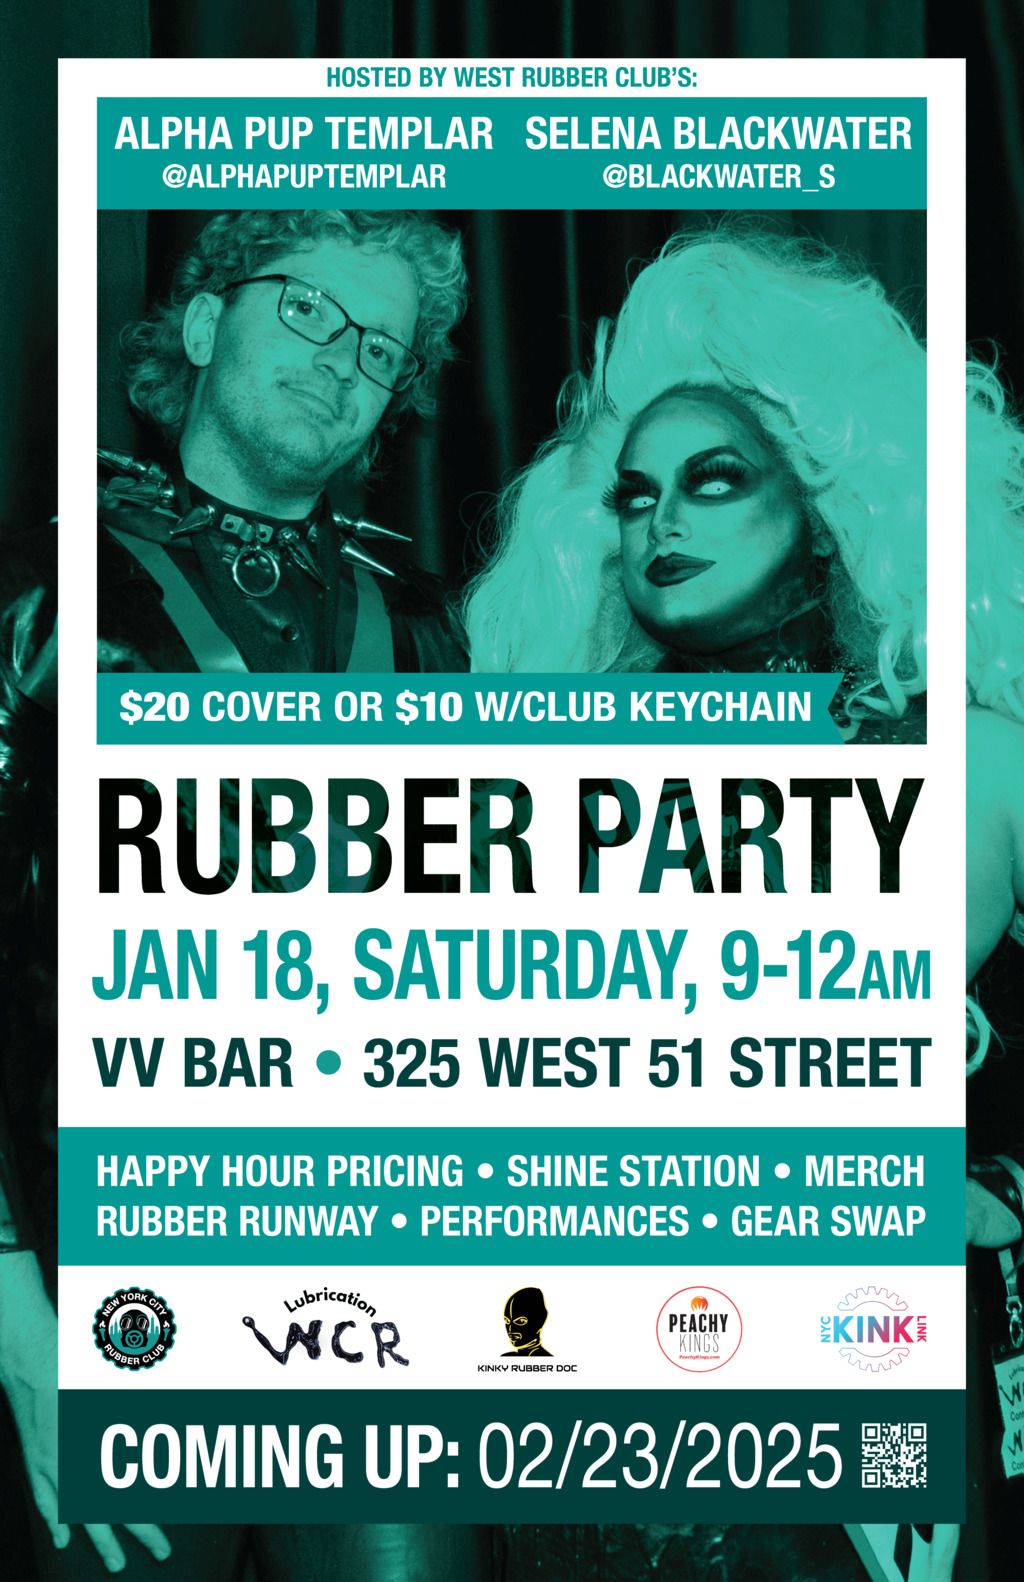 HOSTED BY WEST RUBBER CLUB'S:
ALPHA PUP TEMPLAR
@ALPHAPUPTEMPLAR
SELENA BLACKWATER
@BLACKWATER_S
$20 COVER OR $10 W/CLUB KEYCHAIN
RUBBER PARTY
JAN 18, SATURDAY, 9-12AM
VV BAR • 325 WEST 51 STREET
HAPPY HOUR PRICING • SHINE STATION • MERCH
RUBBER RUNWAY • PERFORMANCES • GEAR SWAP
NEW YORK CITY
RUBBER CLUB
Lubrication
WCR
KINKY RUBBER DOC
PEACHY
KINGS
PeachyKings.com
NYC
KINK
LINK
COMING UP: 02/23/2025